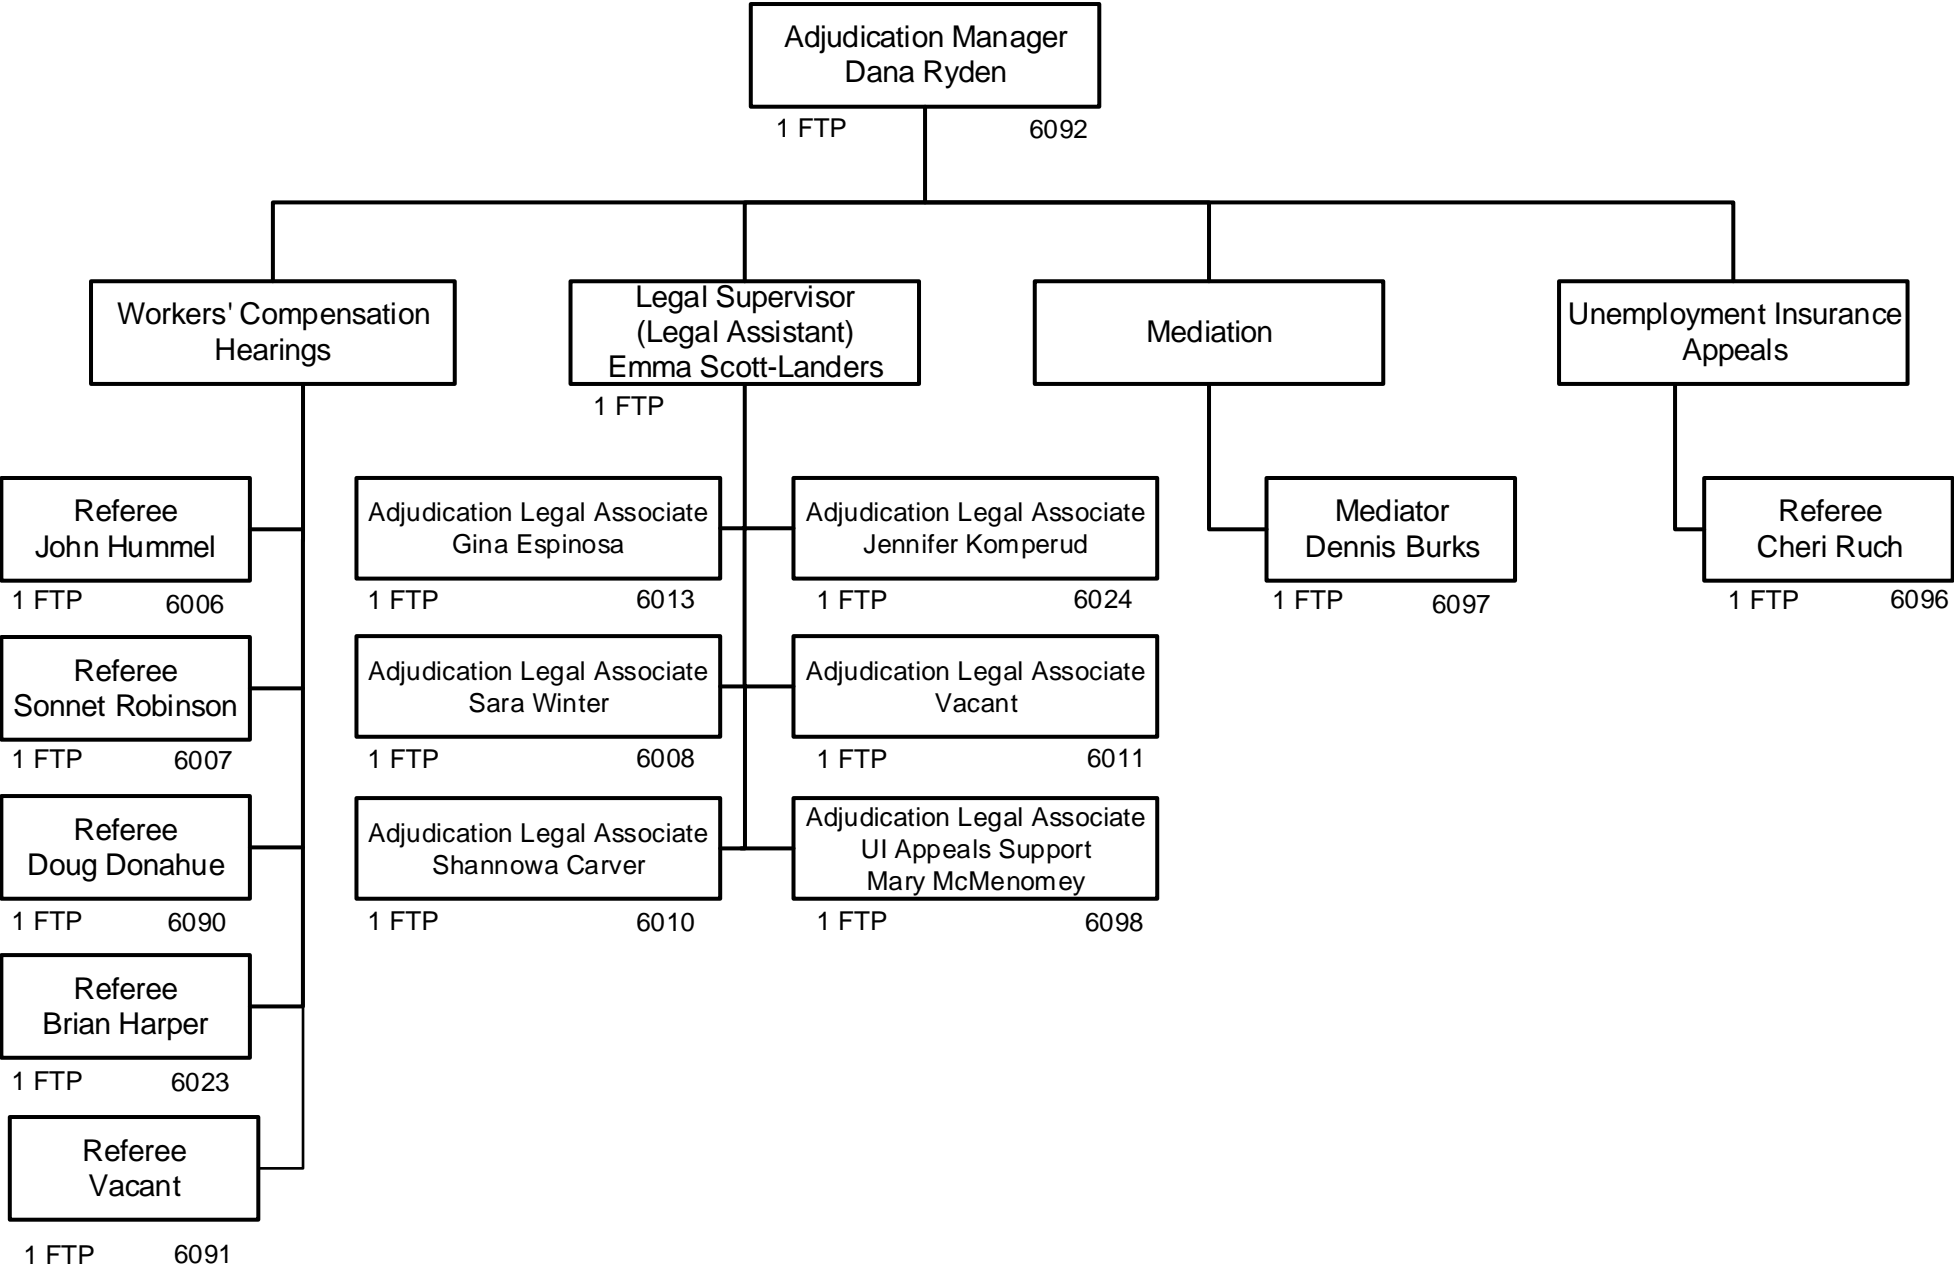 Adjudication Manager
Dana Ryden
1 FTP 6092
Workers' Compensation
Hearings
Legal Supervisor
(Legal Assistant)
Emma Scott-Landers
1 FTP
Mediation
Unemployment Insurance
Appeals
Referee
John Hummel
1 FTP 6006
Referee
Sonnet Robinson
1 FTP 6007
Referee
Doug Donahue
1 FTP 6090
Referee
Brian Harper
1 FTP 6023
Referee
Vacant
1 FTP 6091
Adjudication Legal Associate
Gina Espinosa
1 FTP 6013
Adjudication Legal Associate
Jennifer Komperud
1 FTP 6024
Adjudication Legal Associate
Sara Winter
1 FTP 6008
Adjudication Legal Associate
Vacant
1 FTP 6011
Adjudication Legal Associate
Shannowa Carver
1 FTP 6010
Adjudication Legal Associate
UI Appeals Support
Mary McMenomey
1 FTP 6098
Mediator
Dennis Burks
1 FTP 6097
Referee
Cheri Ruch
1 FTP 6096